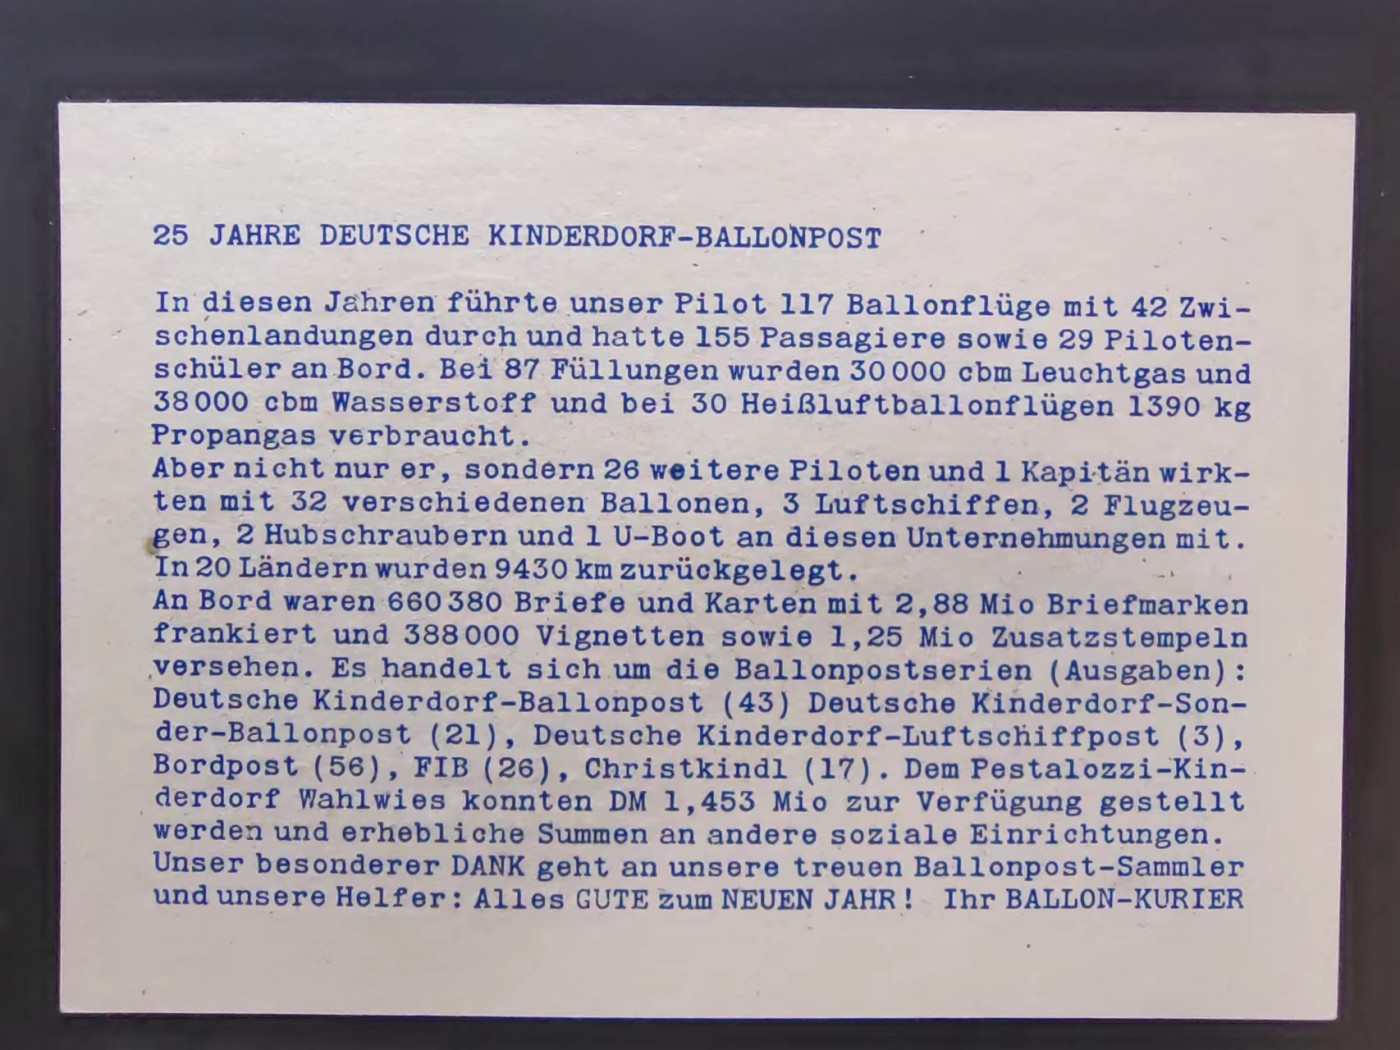 25 JAHRE DEUTSCHE KINDERDORF-BALLONPOST
In diesen Jahren führte unser Pilot 117 Ballonflüge mit 42 Zwi-
schenlandungen durch und hatte 155 Passagiere sowie 29 Piloten-
schüler an Bord. Bei 87 Füllungen wurden 30000 cbm Leuchtgas und
38000 cbm Wasserstoff und bei 30 Heißluftballonflügen 1390 kg
Propangas verbraucht.
Aber nicht nur er, sondern 26 weitere Piloten und 1 Kapitän wirk-
ten mit 32 verschiedenen Ballonen, 3 Luftschiffen, 2 Flugzeu-
gen, 2 Hubschraubern und 1 U-Boot an diesen Unternehmungen mit.
In 20 Ländern wurden 9430 km zurückgelegt.
An Bord waren 660380 Briefe und Karten mit 2,88 Mio Briefmarken
frankiert und 388000 Vignetten sowie 1,25 Mio Zusatzstempeln
versehen. Es handelt sich um die Ballonpostserien (Ausgaben):
Deutsche Kinderdorf-Ballonpost (43) Deutsche Kinderdorf-Son-
der-Ballonpost (21), Deutsche Kinderdorf-Luftschiffpost (3),
Bordpost (56), FIB (26), Christkindl (17). Dem Pestalozzi-Kin-
derdorf Wahlwies konnten DM 1,453 Mio zur Verfügung gestellt
werden und erhebliche Summen an andere soziale Einrichtungen.
Unser besonderer DANK geht an unsere treuen Ballonpost-Sammler
und unsere Helfer: Alles GUTE zum NEUEN JAHR! Ihr BALLON-KURIER